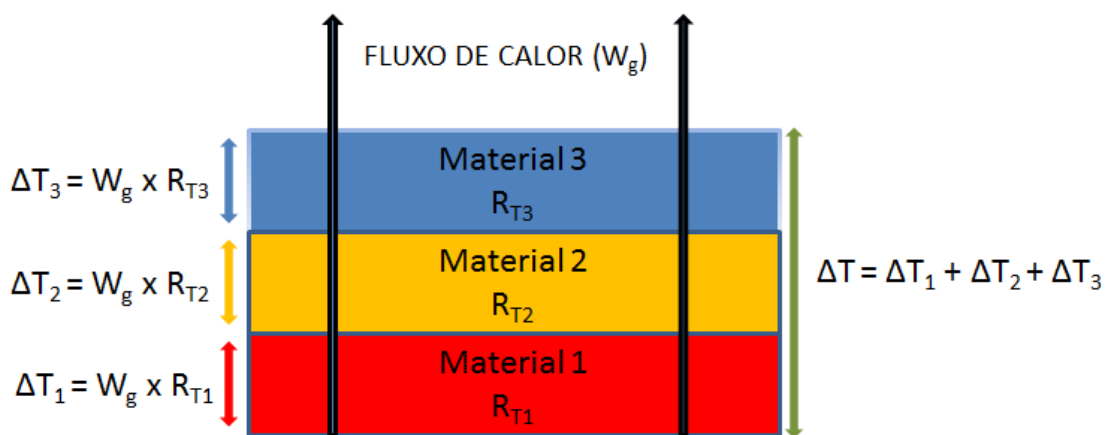 FLUXO DE CALOR (Wg)
Material 3
RT3
ΔT3 = Wg x RT3
Material 2
RT2
ΔT2 = Wg x RT2
ΔT = ΔT1 + ΔT2 + ΔT3
Material 1
RT1
ΔT1 = Wg x RT1